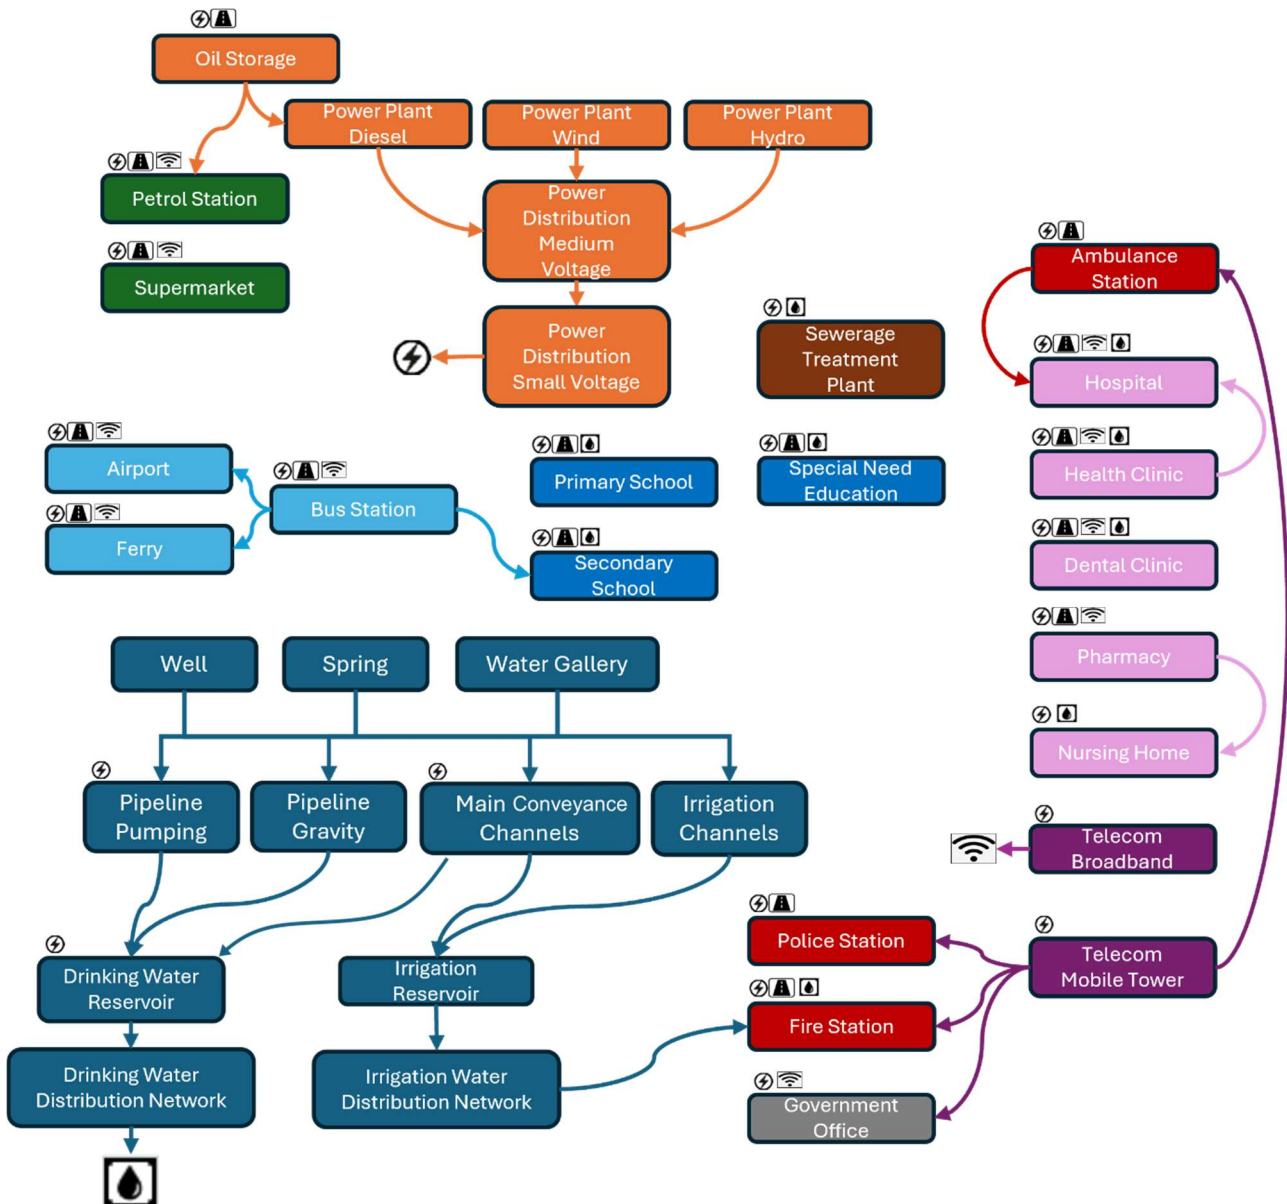 Oil Storage
Power Plant
Diesel
Power Plant
Wind
Power Plant
Hydro
Petrol Station
Supermarket
Power
Distribution
Medium
Voltage
Power
Distribution
Small Voltage
Sewerage
Treatment
Plant
Ambulance
Station
Hospital
Health Clinic
Dental Clinic
Pharmacy
Nursing Home
Airport
Ferry
Bus Station
Primary School
Secondary
School
Special Need
Education
Well
Spring
Water Gallery
Pipeline
Pumping
Pipeline
Gravity
Main Conveyance
Channels
Irrigation
Channels
Telecom
Broadband
Telecom
Mobile Tower
Police Station
Fire Station
Government
Office
Drinking Water
Reservoir
Irrigation
Reservoir
Drinking Water
Distribution Network
Irrigation Water
Distribution Network